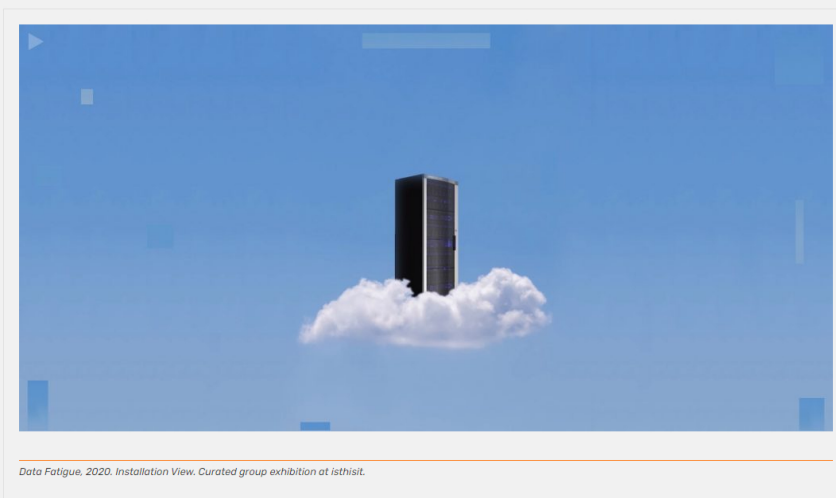 Data Fatigue, 2020. Installation View. Curated group exhibition at isthisit.